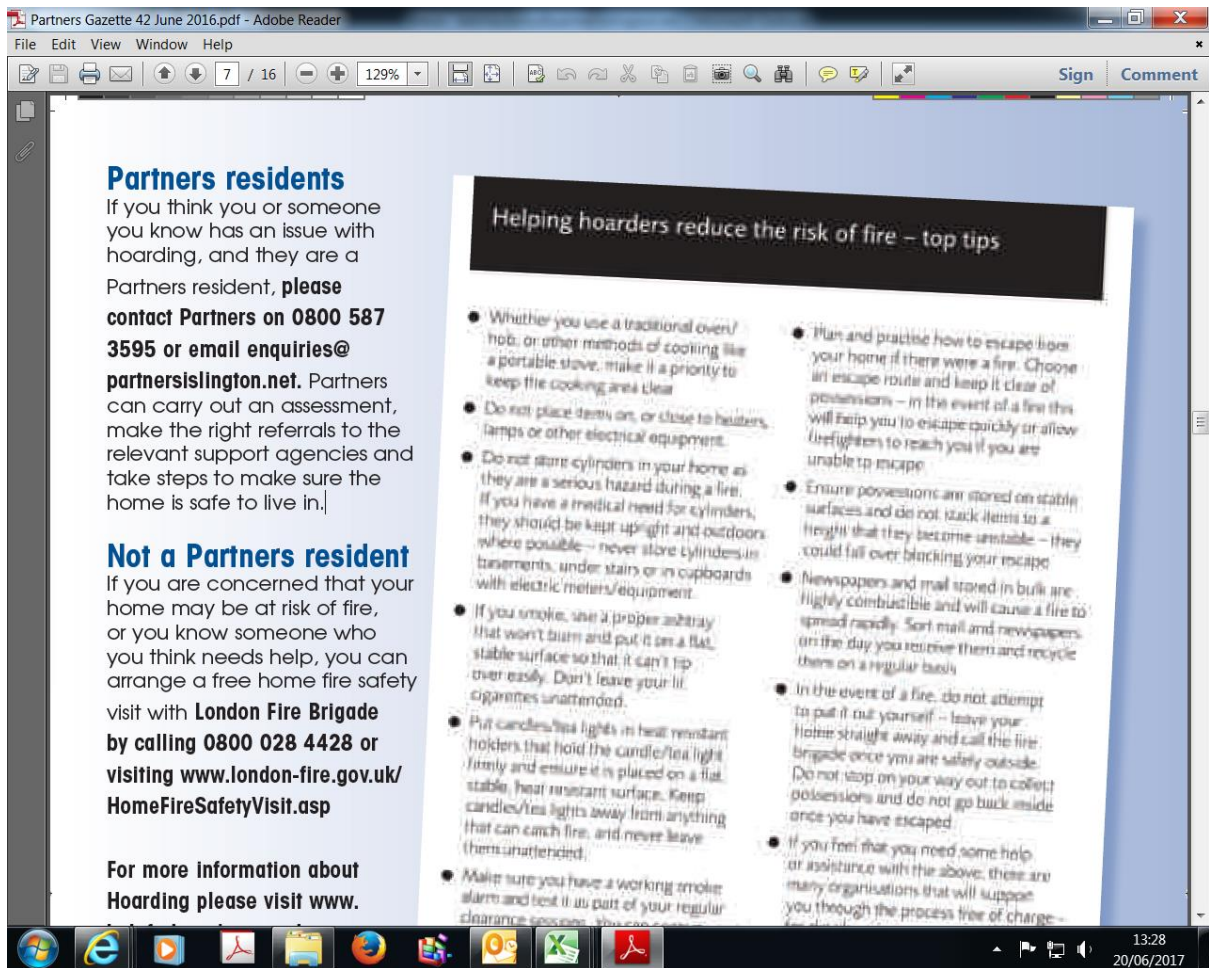 Partners Gazette 42 June 2016.pdf - Adobe Reader
File Edit View Window Help
7 / 16 129% Sign Comment
Partners residents
If you think you or someone
you know has an issue with
hoarding, and they are a
Partners resident, please
contact Partners on 0800 587
3595 or email enquiries@
partnersislington.net. Partners
can carry out an assessment,
make the right referrals to the
relevant support agencies and
take steps to make sure the
home is safe to live in.
Not a Partners resident
If you are concerned that your
home may be at risk of fire,
or you know someone who
you think needs help, you can
arrange a free home fire safety
visit with London Fire Brigade
by calling 0800 028 4428 or
visiting www.london-fire.gov.uk/
HomeFireSafetyVisit.asp
For more information about
Hoarding please visit www.
Helping hoarders reduce the risk of fire – top tips
● Whether you use a traditional oven/
hob, or other methods of cooking like
a portable stove, make it a priority to
keep the cooking area clear
● Do not place items on, or close to heaters,
lamps or other electrical equipment.
● Do not store cylinders in your home as
they are a serious hazard during a fire.
If you have a medical need for cylinders,
they should be kept upright and outdoors
where possible – never store cylinders in
basements, under stairs or in cupboards
with electric meters/equipment.
● If you smoke, use a proper ashtray
that won't burn and put it on a flat,
stable surface so that it can't tip
over easily. Don't leave your lit
cigarettes unattended.
● Put candles/tea lights in heat resistant
holders that hold the candle/tea light
firmly and ensure it is placed on a flat,
stable, heat resistant surface. Keep
candles/tea lights away from anything
that can catch fire, and never leave
them unattended.
● Make sure you have a working smoke
alarm and test it as part of your regular
clearance sessions. You can
● Plan and practise how to escape from
your home if there were a fire. Choose
an escape route and keep it clear of
possessions – in the event of a fire this
will help you to escape quickly or allow
firefighters to reach you if you are
unable to escape
● Ensure possessions are stored on stable
surfaces and do not stack items to a
height that they become unstable – they
could fall over blocking your escape
● Newspapers and mail stored in bulk are
highly combustible and will cause a fire to
spread rapidly. Sort mail and newspapers
on the day you receive them and recycle
them on a regular basis
● In the event of a fire, do not attempt
to put it out yourself – leave your
home straight away and call the fire
brigade once you are safely outside.
Do not stop on your way out to collect
possessions and do not go back inside
once you have escaped
● If you feel that you need some help
or assistance with the above, there are
many organisations that will support
you through the process free of charge –
13:28
20/06/2017